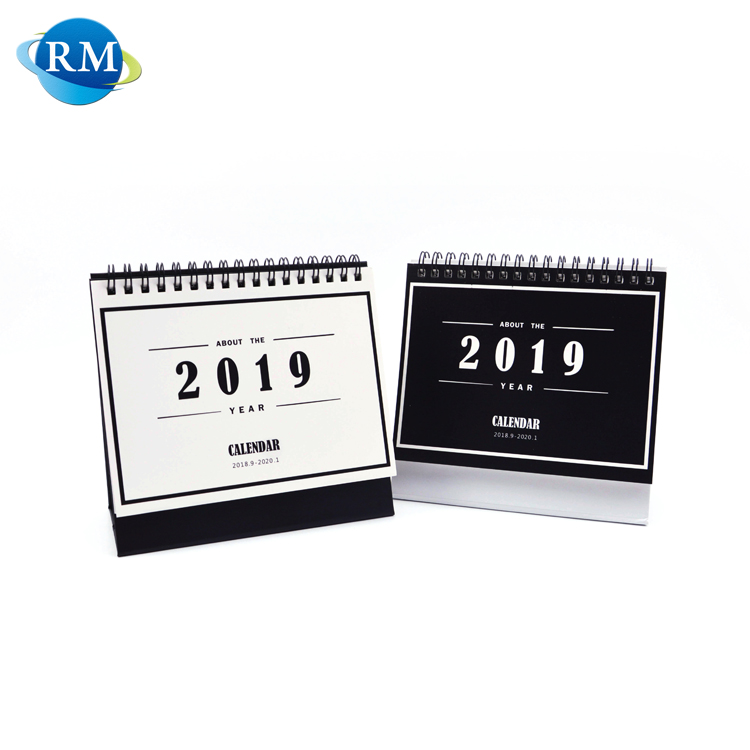 RM
ABOUT THE
2019
YEAR
CALENDAR
2018.9-2020.1
ABOUT THE
2019
YEAR
CALENDAR
2018.9-2020.1